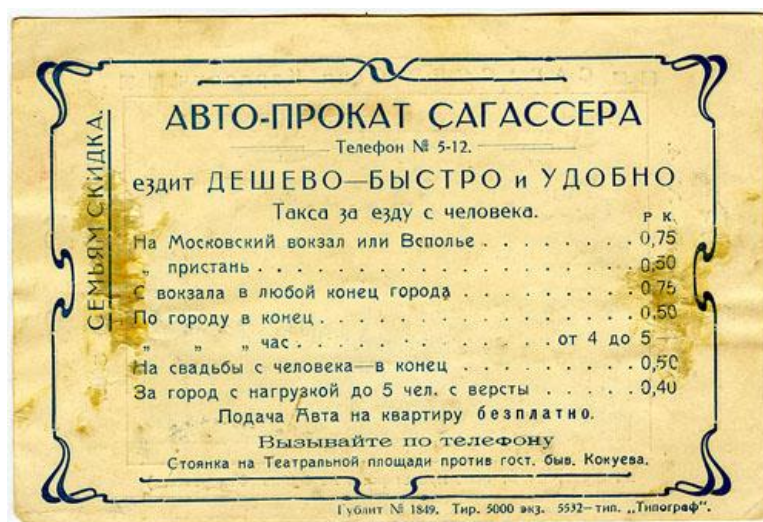 АВТО-ПРОКАТ САГАССЕРА
Телефон № 5-12.
ездит ДЕШЕВО—БЫСТРО и УДОБНО
Такса за езду с человека.
Р К.
На Московский вокзал или Всполье . . . . . . . 0,75
„ пристань . . . . . . . . . . . . . . . . . 0,50
С вокзала в любой конец города . . . . . . . . 0,75
По городу в конец . . . . . . . . . . . . . . 0,50
„ „ „ час . . . . . . . . . . . от 4 до 5 —
На свадьбы с человека—в конец . . . . . . . . 0,50
За город с нагрузкой до 5 чел. с версты . . . . . 0,40
Подача Авта на квартиру бесплатно.
Вызывайте по телефону
Стоянка на Театральной площади против гост. быв. Кокуева.
СЕМЬЯМ СКИДКА.
Гублит № 1849. Тир. 5000 экз. 5532—тип. „Типограф".